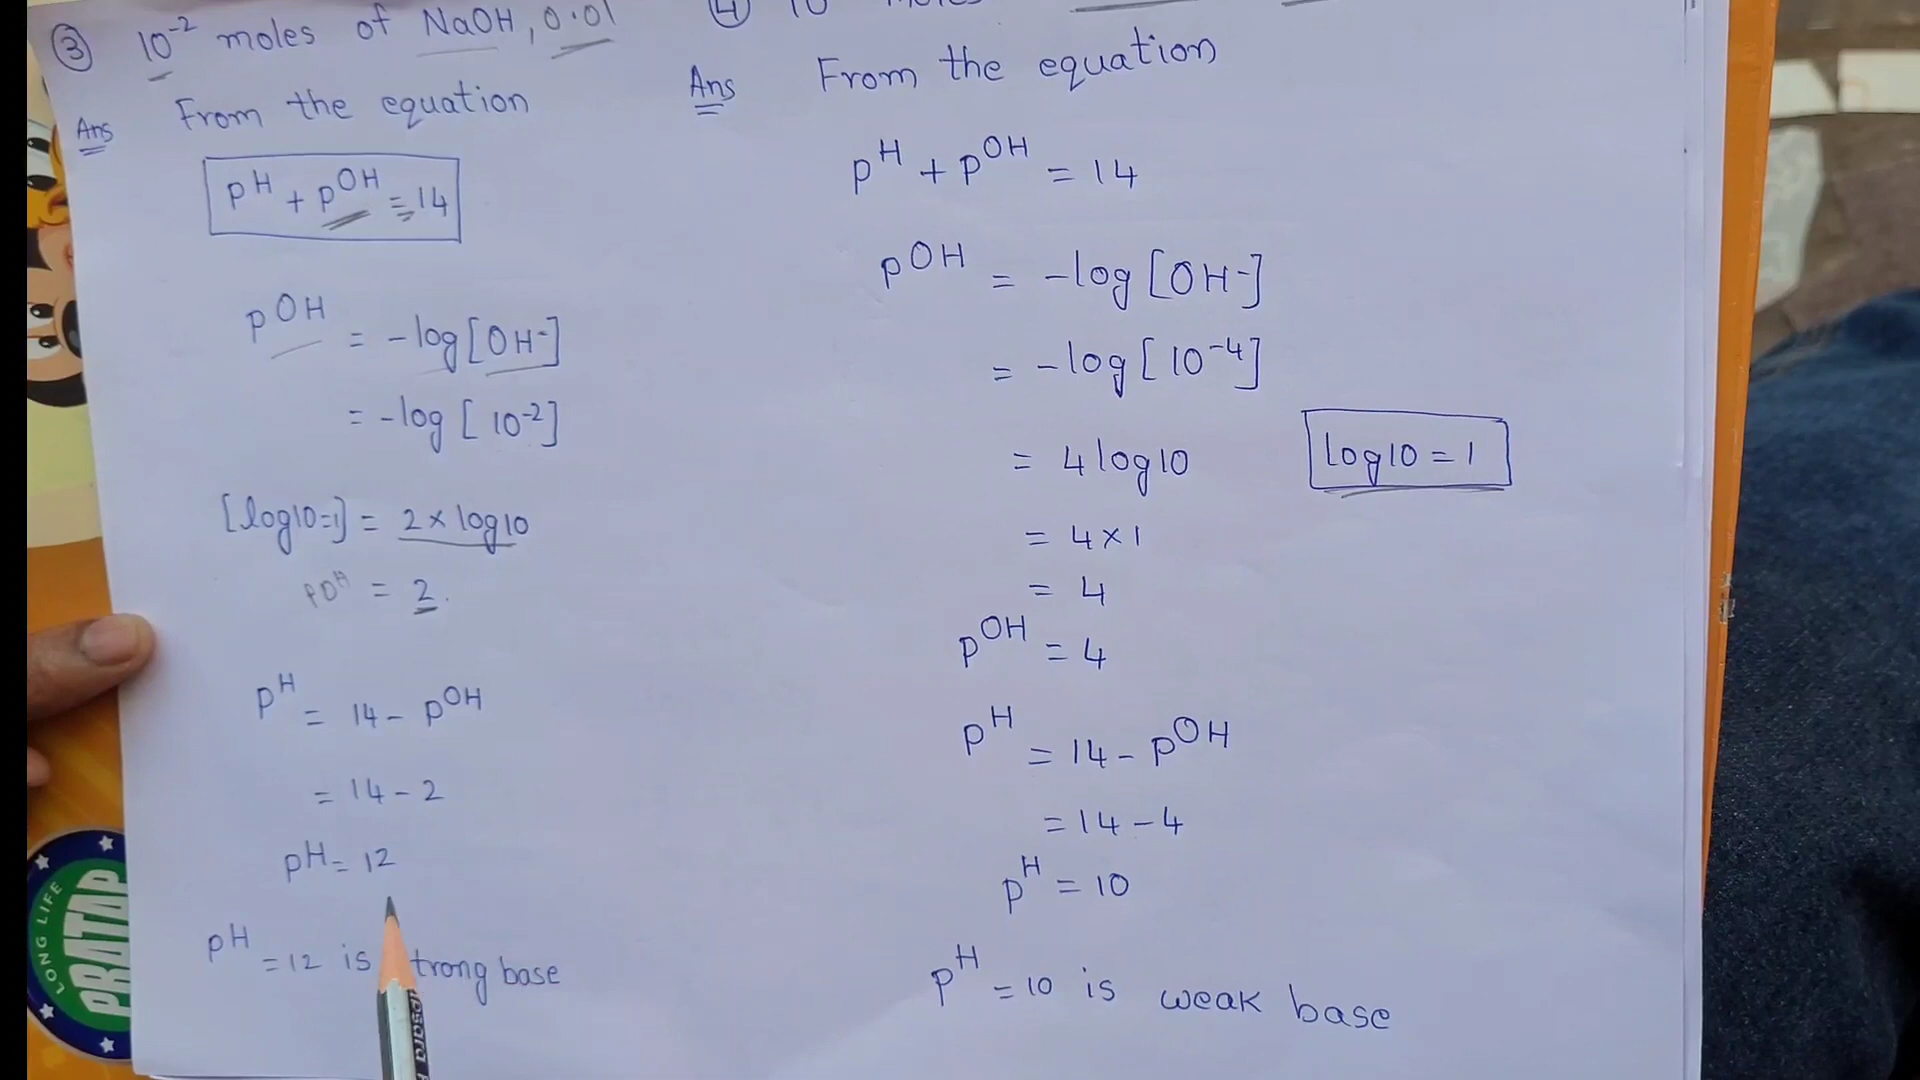 ③ 10⁻² moles of NaOH, 0.01
Ans From the equation
pᴴ + pᴼᴴ = 14
pᴼᴴ = -log[OH-]
= -log[10⁻²]
[log10=1] = 2×log10
pOᴴ = 2.
pᴴ = 14 - pᴼᴴ
= 14 - 2
pH = 12
pH = 12 is trong base
④ 10
Ans From the equation
pᴴ + pᴼᴴ = 14
pᴼᴴ = -log[OH-]
= -log[10⁻⁴]
= 4log10
log10 = 1
= 4×1
= 4
pᴼᴴ = 4
pᴴ = 14 - pᴼᴴ
= 14 - 4
pᴴ = 10
pᴴ = 10 is weak base
LONG LIFE
PRATAP